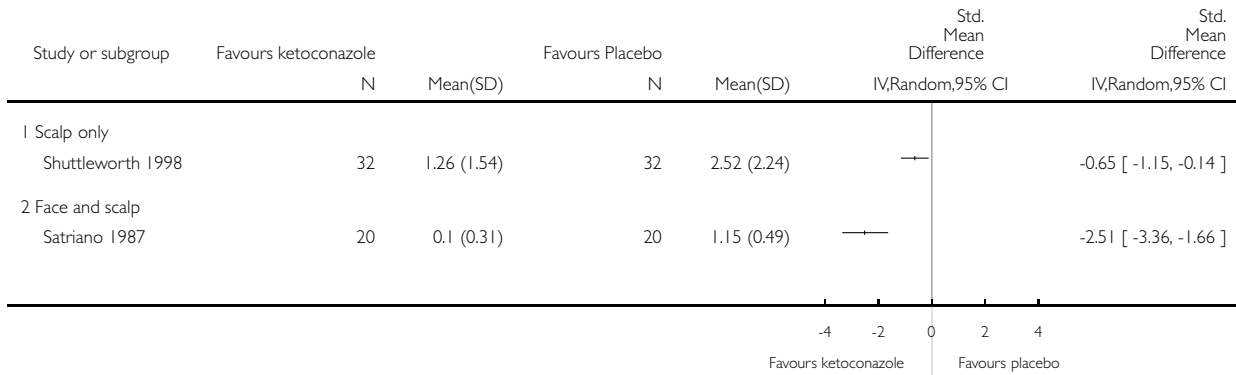 Study or subgroup Favours ketoconazole Favours Placebo Std. Mean Difference Std. Mean Difference
N Mean(SD) N Mean(SD) IV,Random,95% CI IV,Random,95% CI
1 Scalp only
Shuttleworth 1998 32 1.26 (1.54) 32 2.52 (2.24) -0.65 [ -1.15, -0.14 ]
2 Face and scalp
Satriano 1987 20 0.1 (0.31) 20 1.15 (0.49) -2.51 [ -3.36, -1.66 ]
-4 -2 0 2 4
Favours ketoconazole Favours placebo